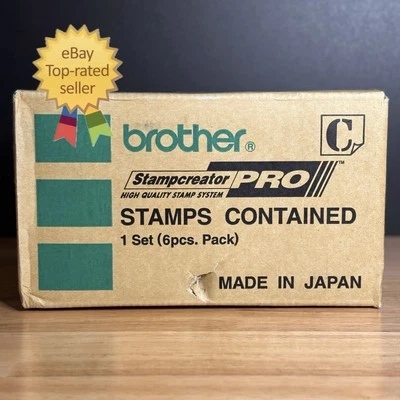 eBay
Top-rated
seller
brother®
C
Stampcreator PRO™
HIGH QUALITY STAMP SYSTEM
STAMPS CONTAINED
1 Set (6pcs. Pack)
MADE IN JAPAN